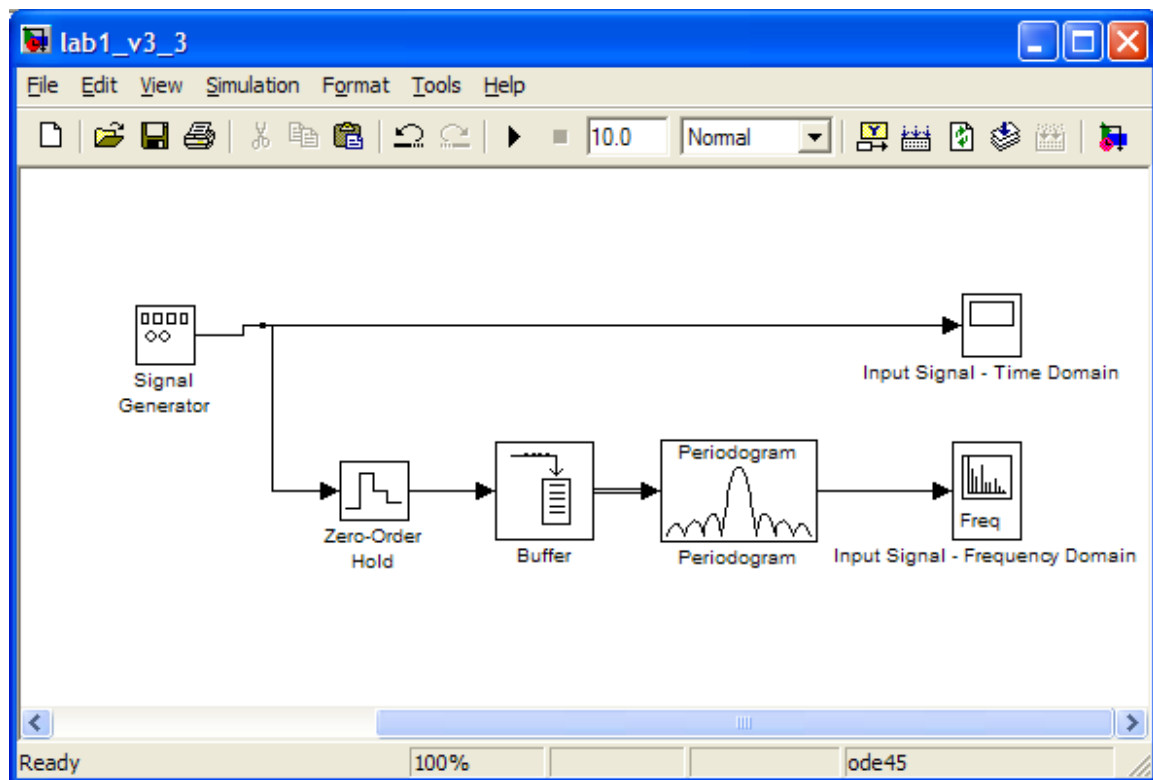 lab1_v3_3
File Edit View Simulation Format Tools Help
10.0 Normal
Signal
Generator
Input Signal - Time Domain
Zero-Order
Hold
Buffer
Periodogram
Periodogram
Freq
Input Signal - Frequency Domain
Ready 100% ode45